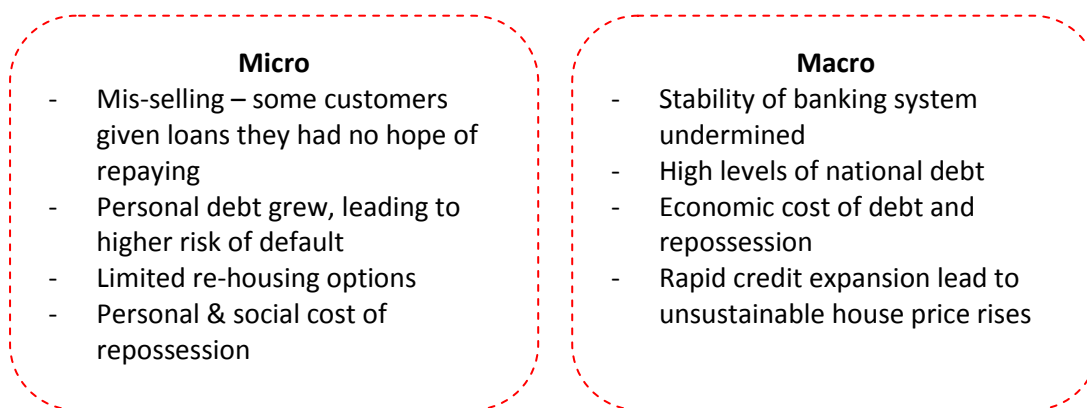 Micro
- Mis-selling – some customers
given loans they had no hope of
repaying
- Personal debt grew, leading to
higher risk of default
- Limited re-housing options
- Personal & social cost of
repossession
Macro
- Stability of banking system
undermined
- High levels of national debt
- Economic cost of debt and
repossession
- Rapid credit expansion lead to
unsustainable house price rises